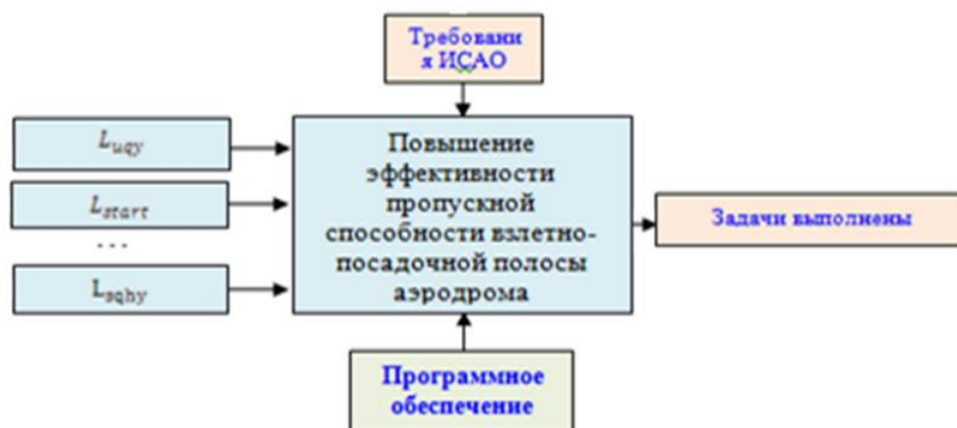 Требовани
я ИСАО
L_uqy
L_start
...
L_sqhy
Повышение
эффективности
пропускной
способности взлетно-
посадочной полосы
аэродрома
Задачи выполнены
Программное
обеспечение